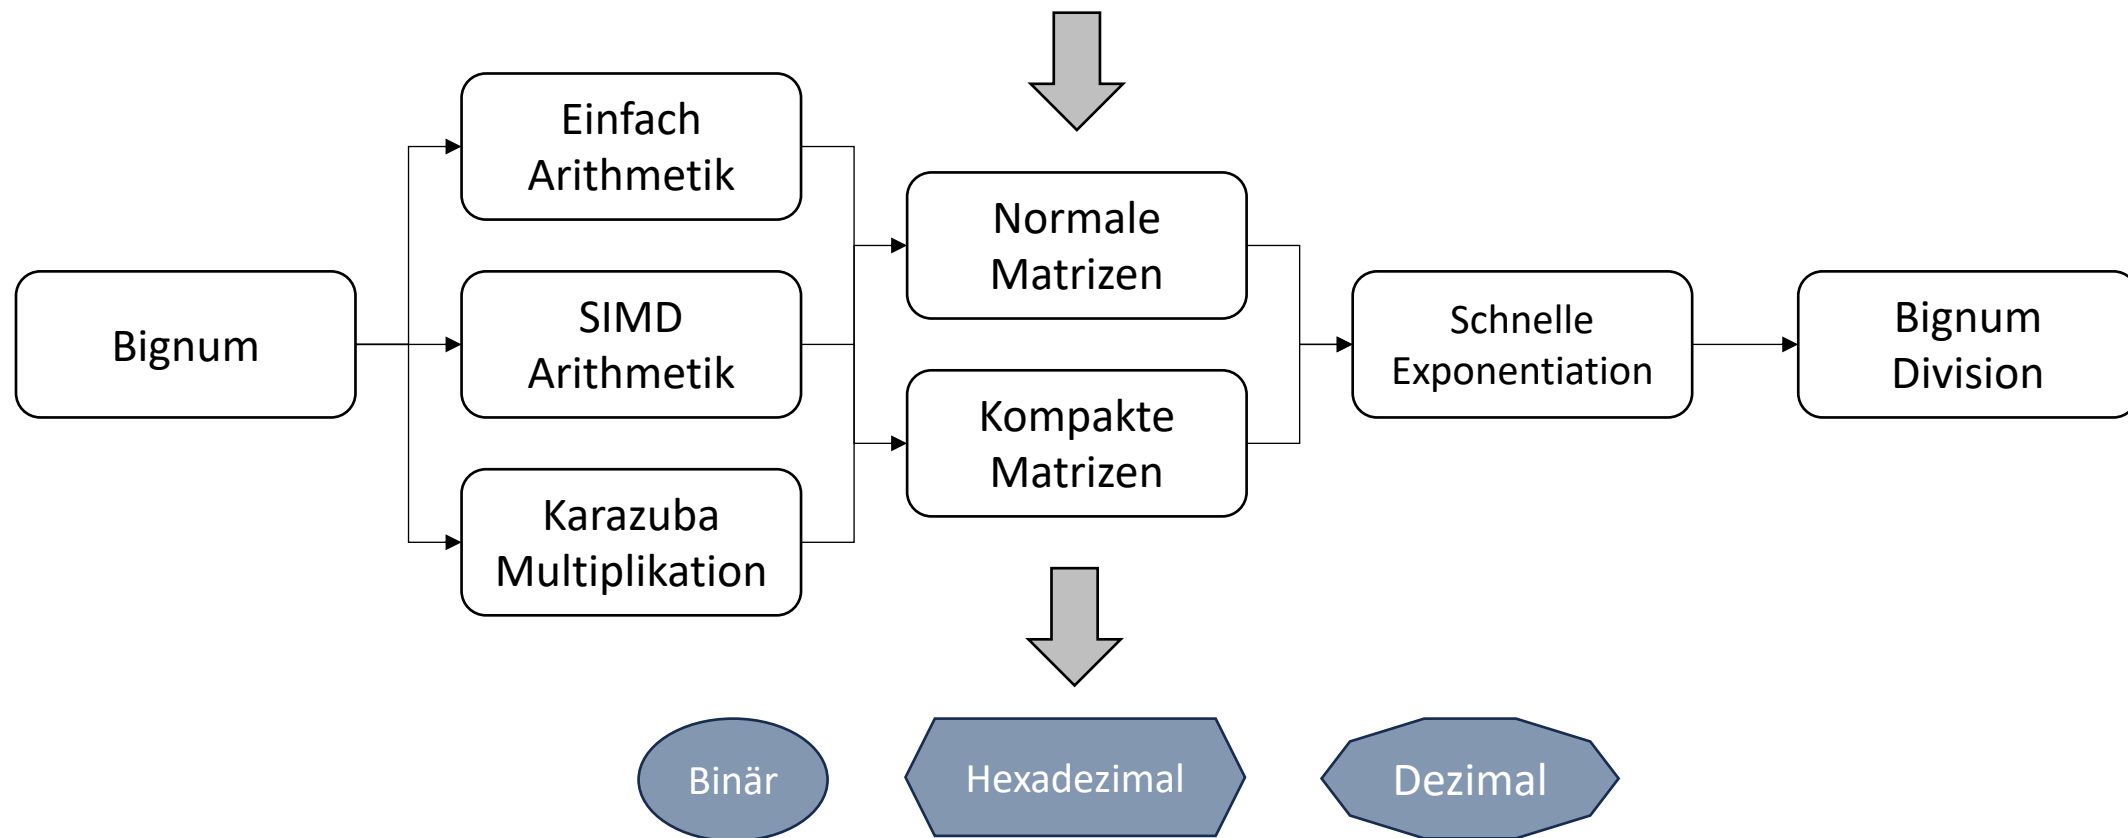 Bignum
Einfach
Arithmetik
SIMD
Arithmetik
Karazuba
Multiplikation
Normale
Matrizen
Kompakte
Matrizen
Schnelle
Exponentiation
Bignum
Division
Binär
Hexadezimal
Dezimal